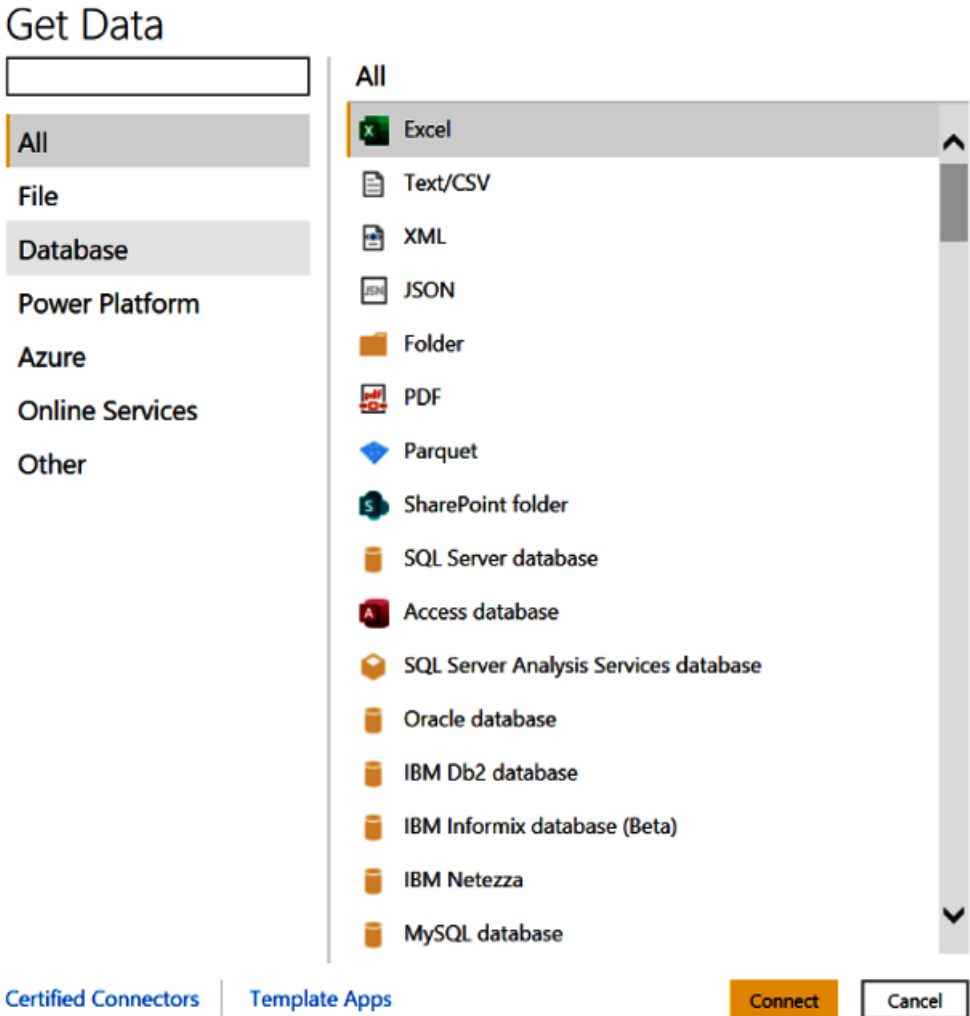 Get Data
All
File
Database
Power Platform
Azure
Online Services
Other
All
Excel
Text/CSV
XML
JSN JSON
Folder
pdf PDF
Parquet
S SharePoint folder
SQL Server database
A Access database
SQL Server Analysis Services database
Oracle database
IBM Db2 database
IBM Informix database (Beta)
IBM Netezza
MySQL database
Certified Connectors
Template Apps
Connect
Cancel